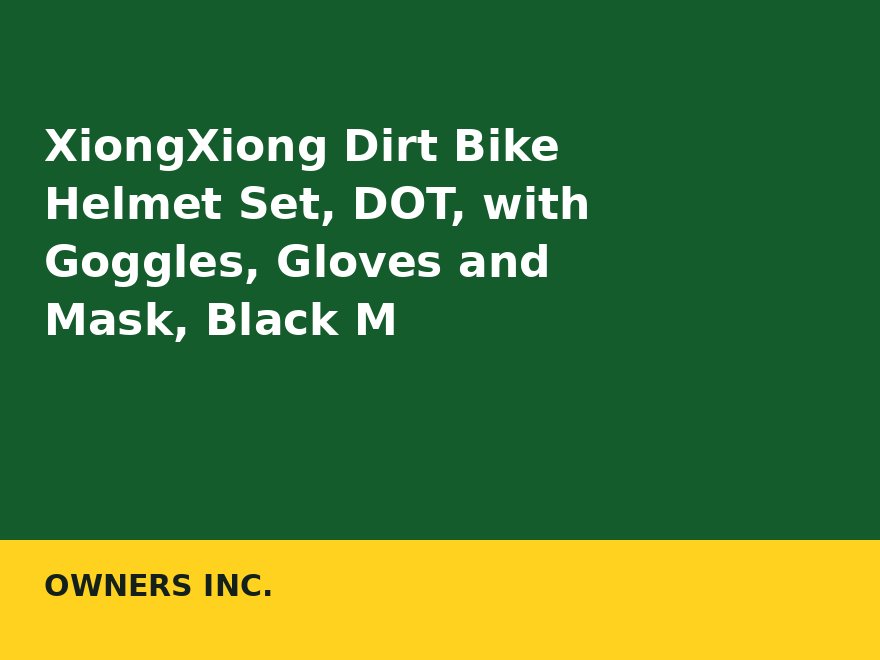 XiongXiong Dirt Bike
Helmet Set, DOT, with
Goggles, Gloves and
Mask, Black M
OWNERS INC.